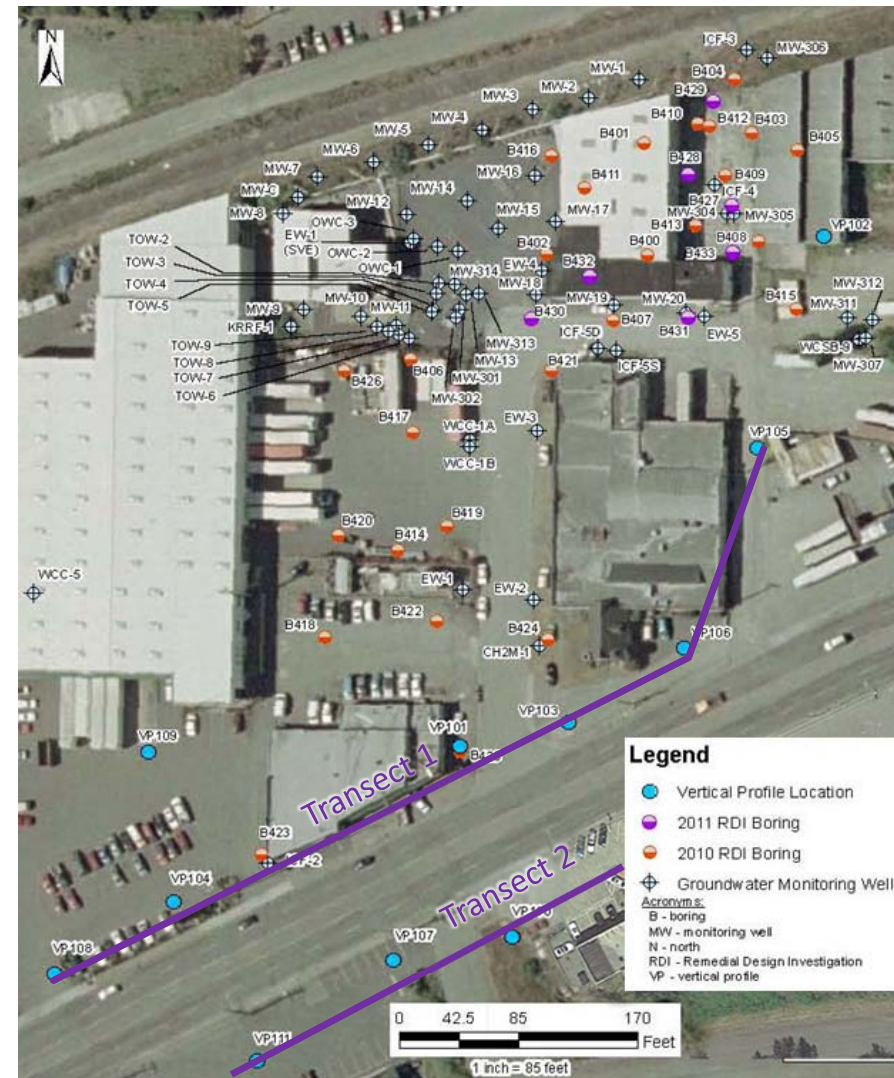 N
ICF-3
MW-306
MW-1
B404
MW-2
B429
MW-3
B410
B412
B403
MW-4
B401
B405
MW-5
B416
MW-6
B428
MW-16
B409
MW-7
B411
ICF-4
MW-C
MW-14
B427
MW-12
MW-304
MW-305
MW-8
OWC-3
MW-15
MW-17
B413
VP102
TOW-2
EW-1
(SVE)
OWC-2
B402
B400
B408
TOW-3
OWC-1
EW-4
B433
TOW-4
MW-314
B432
MW-312
TOW-5
MW-18
MW-10
MW-19
MW-20
B415
MW-311
MW-9
MW-11
B430
KRRF-1
B407
B431
EW-5
MW-313
ICF-5D
WCSB-3
TOW-9
MW-13
TOW-8
B406
B421
ICF-5S
MW-307
TOW-7
MW-301
TOW-6
B426
MW-302
B417
WCC-1A
EW-3
VP105
WCC-1B
B419
B420
B414
WCC-5
EW-1
EW-2
B422
B418
B424
VP106
CH2M-1
VP103
VP109
VP101
Transect 1
B423
ICF-2
VP104
Transect 2
VP107
VP108
VP111
Legend
Vertical Profile Location
2011 RDI Boring
2010 RDI Boring
Groundwater Monitoring Well
Acronyms:
B - boring
MW - monitoring well
N - north
RDI - Remedial Design Investigation
VP - vertical profile
0 42.5 85 170
Feet
1 inch = 85 feet